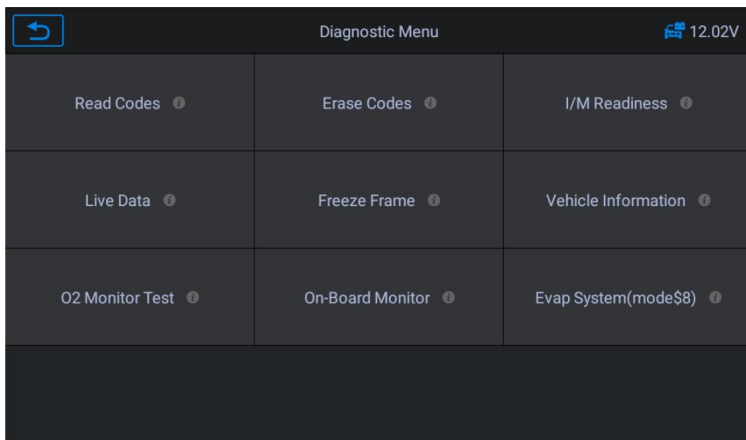 Diagnostic Menu 12.02V
Read Codes Erase Codes I/M Readiness
Live Data Freeze Frame Vehicle Information
O2 Monitor Test On-Board Monitor Evap System(mode$8)